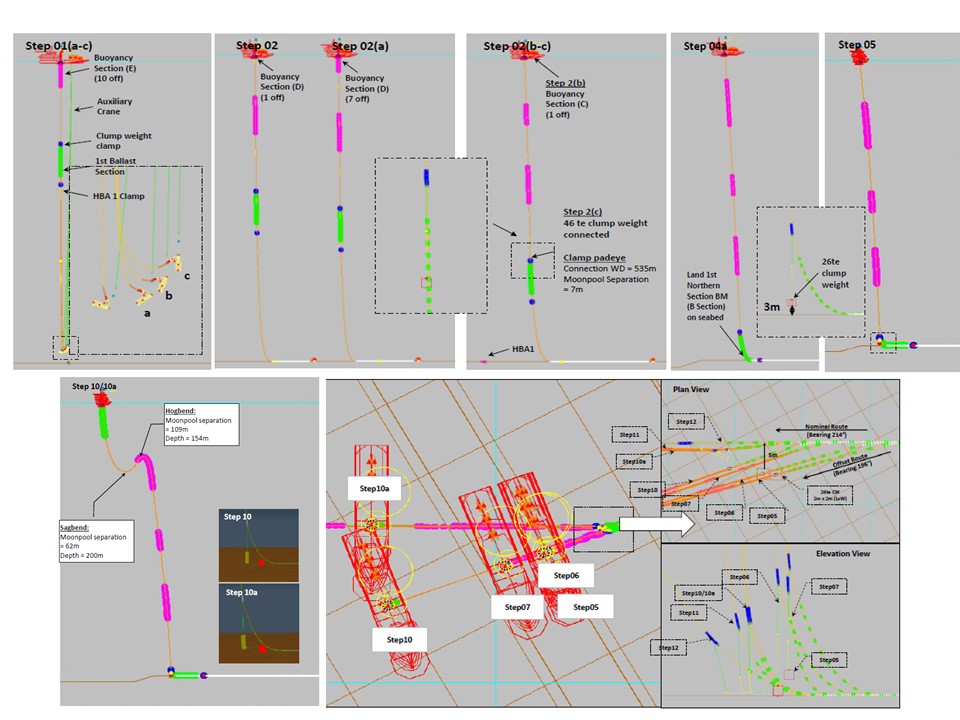 Step 01(a-c)
Buoyancy
Section (E)
(10 off)
Auxiliary
Crane
Clump weight
clamp
1st Ballast
Section
HBA 1 Clamp
c
b
a
Step 02
Buoyancy
Section (D)
(1 off)
Step 02(a)
Buoyancy
Section (D)
(7 off)
Step 02(b-c)
Step 2(b)
Buoyancy
Section (C)
(1 off)
Step 2(c)
46 te clump weight
connected
Clamp padeye
Connection WD = 535m
Moonpool Separation
= 7m
HBA1
Step 04a
Land 1st
Northern
Section BM
(B Section)
on seabed
26te
clump
weight
3m
Step 05
Step 10/10a
Hogbend:
Moonpool separation
= 109m
Depth = 154m
Sagbend:
Moonpool separation
= 62m
Depth = 200m
Step 10
Step 10a
Step10a
Step10
Step07
Step06
Step05
Plan View
Step12
Step11
Step10a
Step10
Step07
Step06
Step05
Nominal Route
(Bearing 214°)
5m
Offset Route
(Bearing 196°)
26te CW
2m x 2m (LxW)
Elevation View
Step06
Step07
Step10/10a
Step11
Step12
Step05